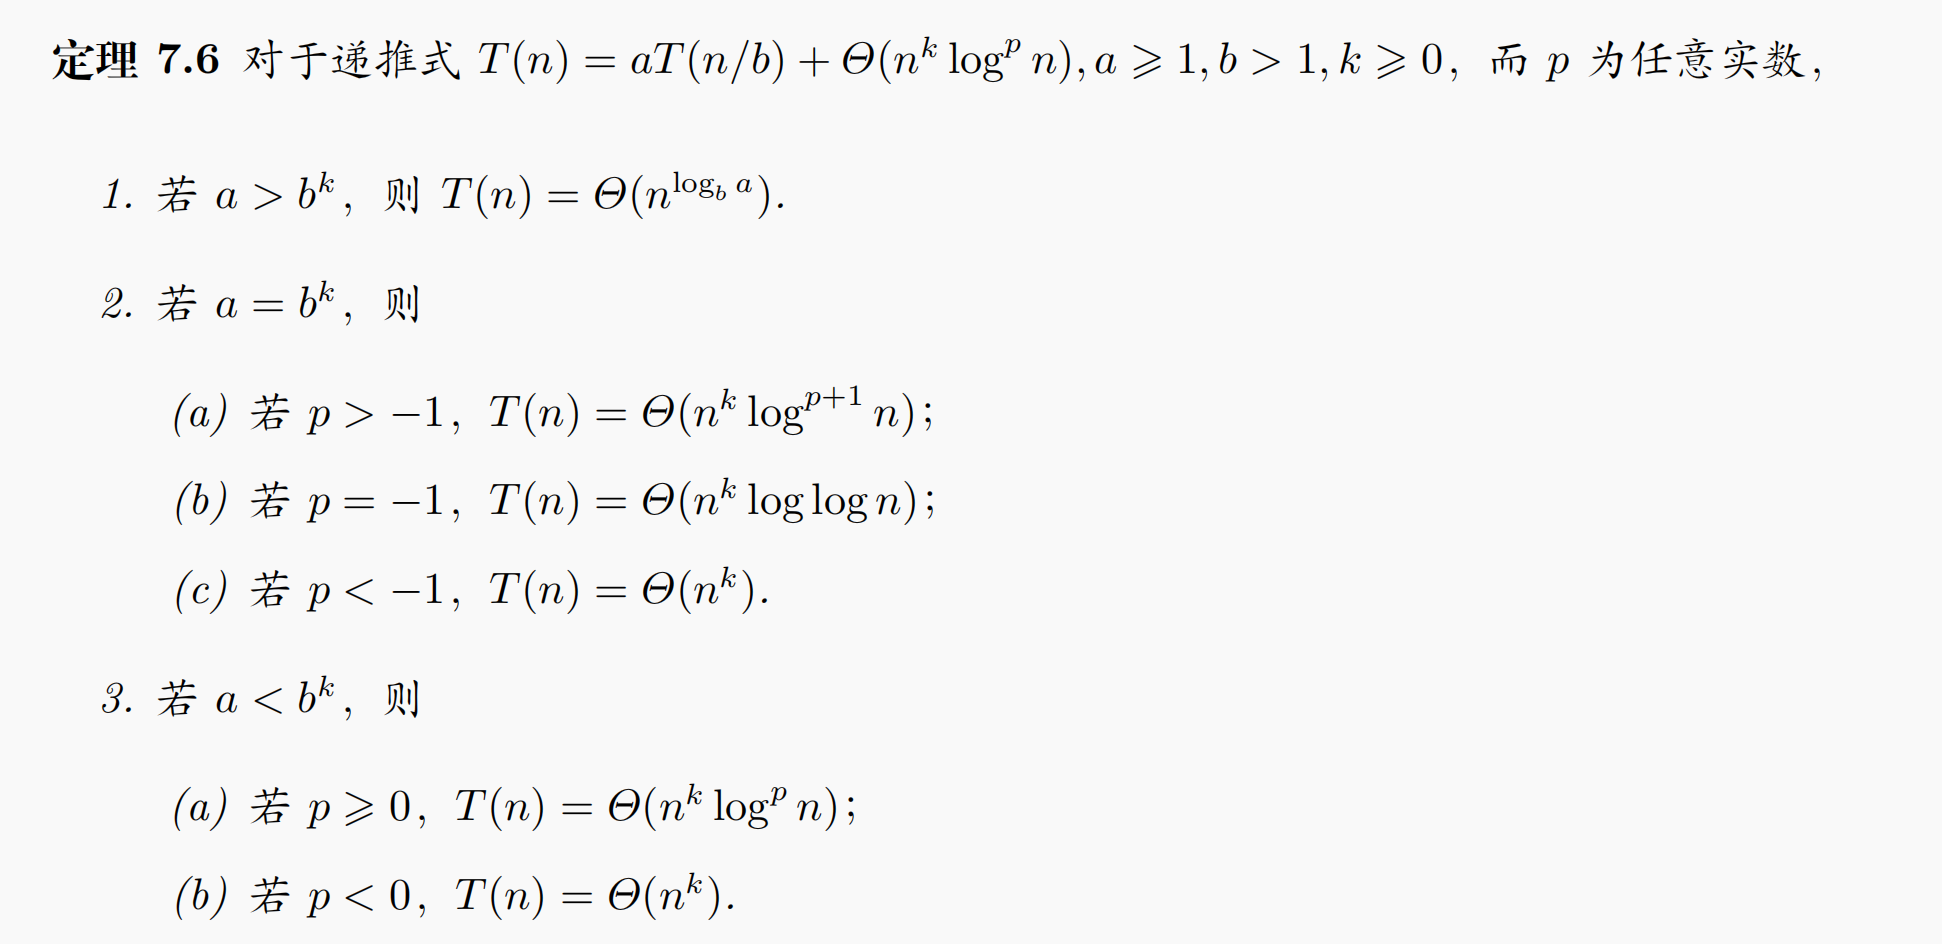 定理 7.6 对于递推式 T(n) = aT(n/b) + Θ(n^k log^p n), a ⩾ 1, b > 1, k ⩾ 0, 而 p 为任意实数,
1. 若 a > b^k, 则 T(n) = Θ(n^{log_b a}).
2. 若 a = b^k, 则
(a) 若 p > −1, T(n) = Θ(n^k log^{p+1} n);
(b) 若 p = −1, T(n) = Θ(n^k log log n);
(c) 若 p < −1, T(n) = Θ(n^k).
3. 若 a < b^k, 则
(a) 若 p ⩾ 0, T(n) = Θ(n^k log^p n);
(b) 若 p < 0, T(n) = Θ(n^k).